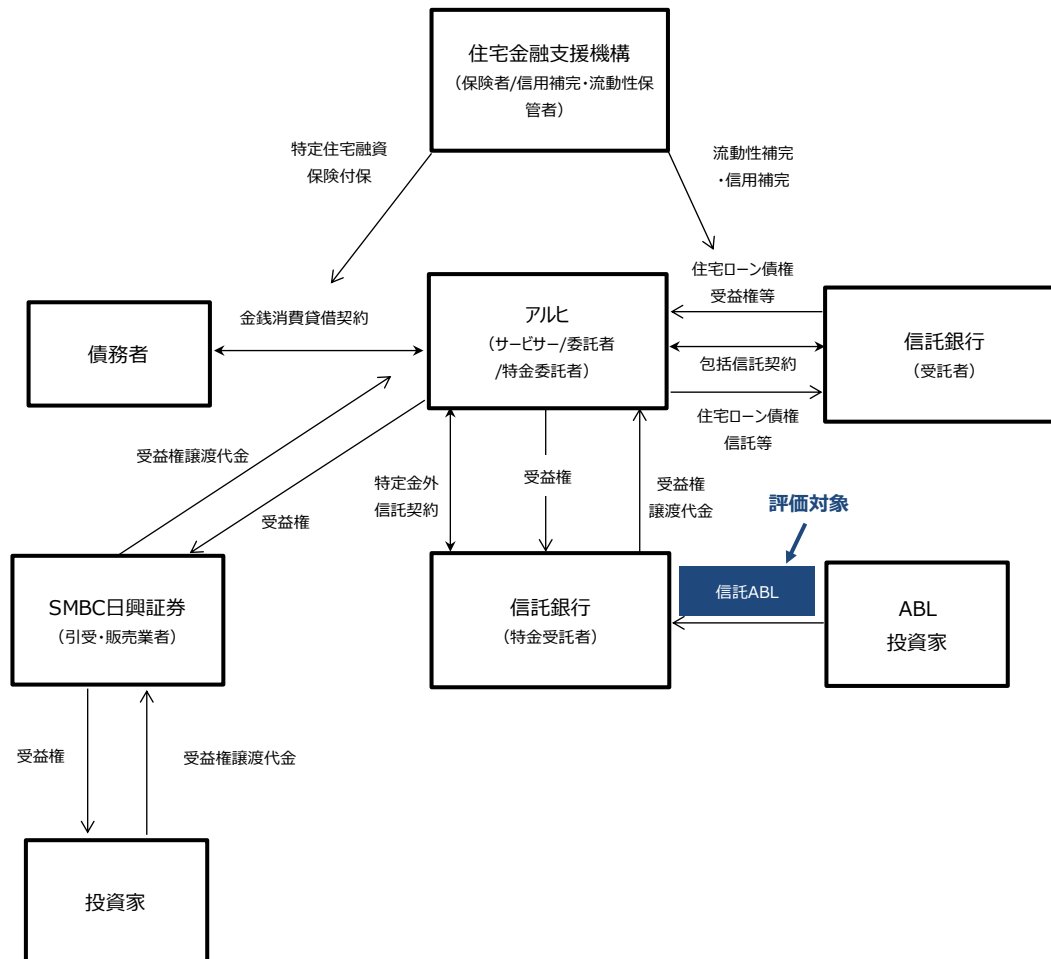 住宅金融支援機構
（保険者/信用補完・流動性保
管者）
特定住宅融資
保険付保
流動性補完
・信用補完
債務者
金銭消費貸借契約
アルヒ
（サービサー/委託者
/特金委託者）
住宅ローン債権
受益権等
包括信託契約
住宅ローン債権
信託等
信託銀行
（受託者）
受益権譲渡代金
受益権
特定金外
信託契約
受益権
受益権
譲渡代金
評価対象
SMBC日興証券
（引受・販売業者）
信託銀行
（特金受託者）
信託ABL
ABL
投資家
受益権
受益権譲渡代金
投資家